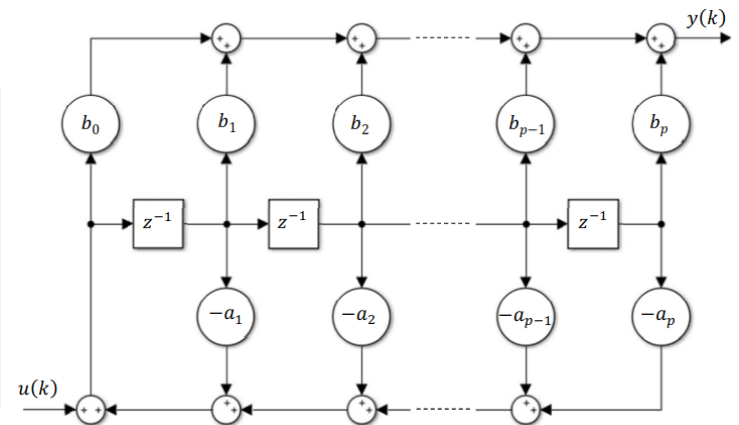 y(k)
+ + + + + + + +
b₀ b₁ b₂ bₚ₋₁ bₚ
z⁻¹ z⁻¹ z⁻¹
−a₁ −a₂ −aₚ₋₁ −aₚ
u(k)
+ + + + + + + +